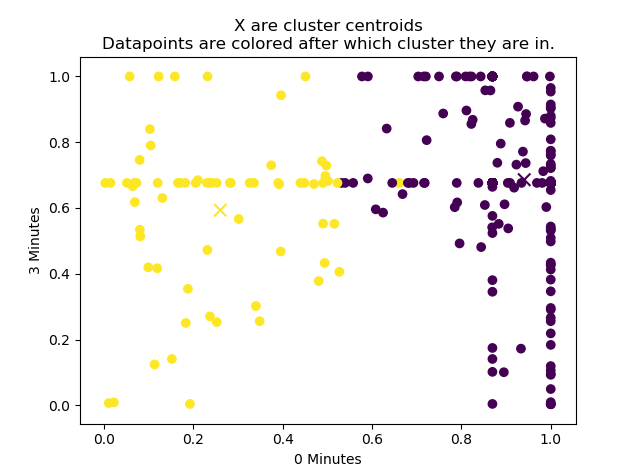 X are cluster centroids
Datapoints are colored after which cluster they are in.
1.0
0.8
0.6
0.4
0.2
0.0
3 Minutes
0.0 0.2 0.4 0.6 0.8 1.0
0 Minutes